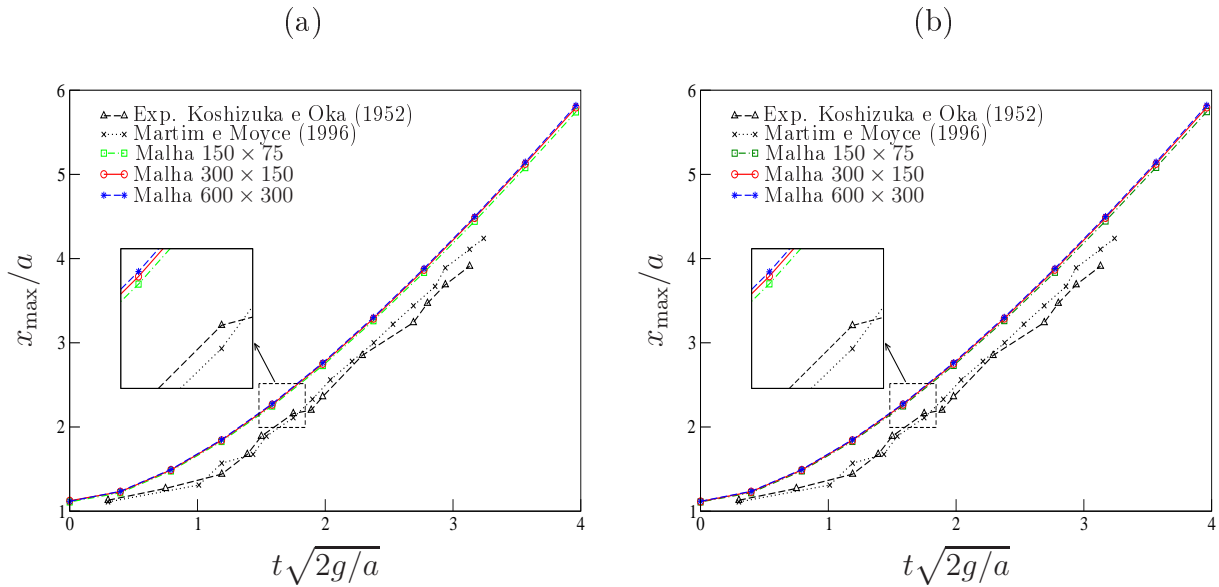 (a)
6
5
4
3
2
1
0
1
2
3
4
x_max/a
t√2g/a
Exp. Koshizuka e Oka (1952)
Martim e Moyce (1996)
Malha 150 × 75
Malha 300 × 150
Malha 600 × 300
(b)
6
5
4
3
2
1
0
1
2
3
4
x_max/a
t√2g/a
Exp. Koshizuka e Oka (1952)
Martim e Moyce (1996)
Malha 150 × 75
Malha 300 × 150
Malha 600 × 300